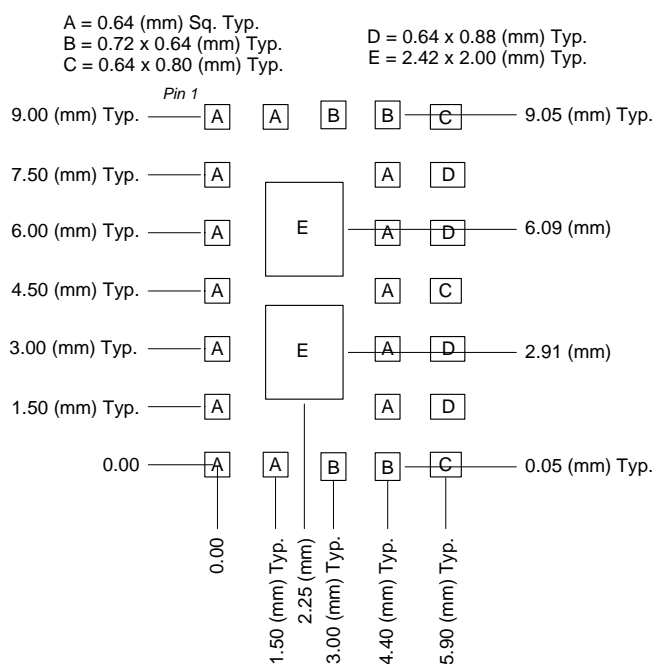 A = 0.64 (mm) Sq. Typ.
B = 0.72 x 0.64 (mm) Typ.
C = 0.64 x 0.80 (mm) Typ.
D = 0.64 x 0.88 (mm) Typ.
E = 2.42 x 2.00 (mm) Typ.
Pin 1
9.00 (mm) Typ. A A B B C 9.05 (mm) Typ.
7.50 (mm) Typ. A A D
6.00 (mm) Typ. A E A D 6.09 (mm)
4.50 (mm) Typ. A A C
3.00 (mm) Typ. A E A D 2.91 (mm)
1.50 (mm) Typ. A A D
0.00 A A B B C 0.05 (mm) Typ.
0.00
1.50 (mm) Typ.
2.25 (mm)
3.00 (mm) Typ.
4.40 (mm) Typ.
5.90 (mm) Typ.